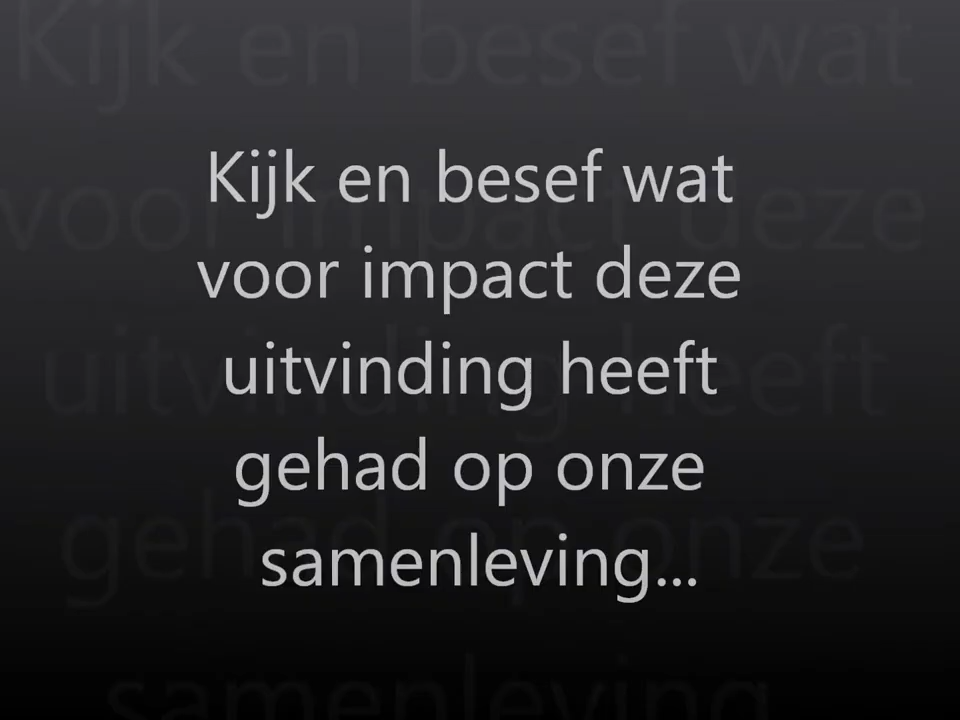 Kijk en besef wat
voor impact deze
uitvinding heeft
gehad op onze
samenleving...